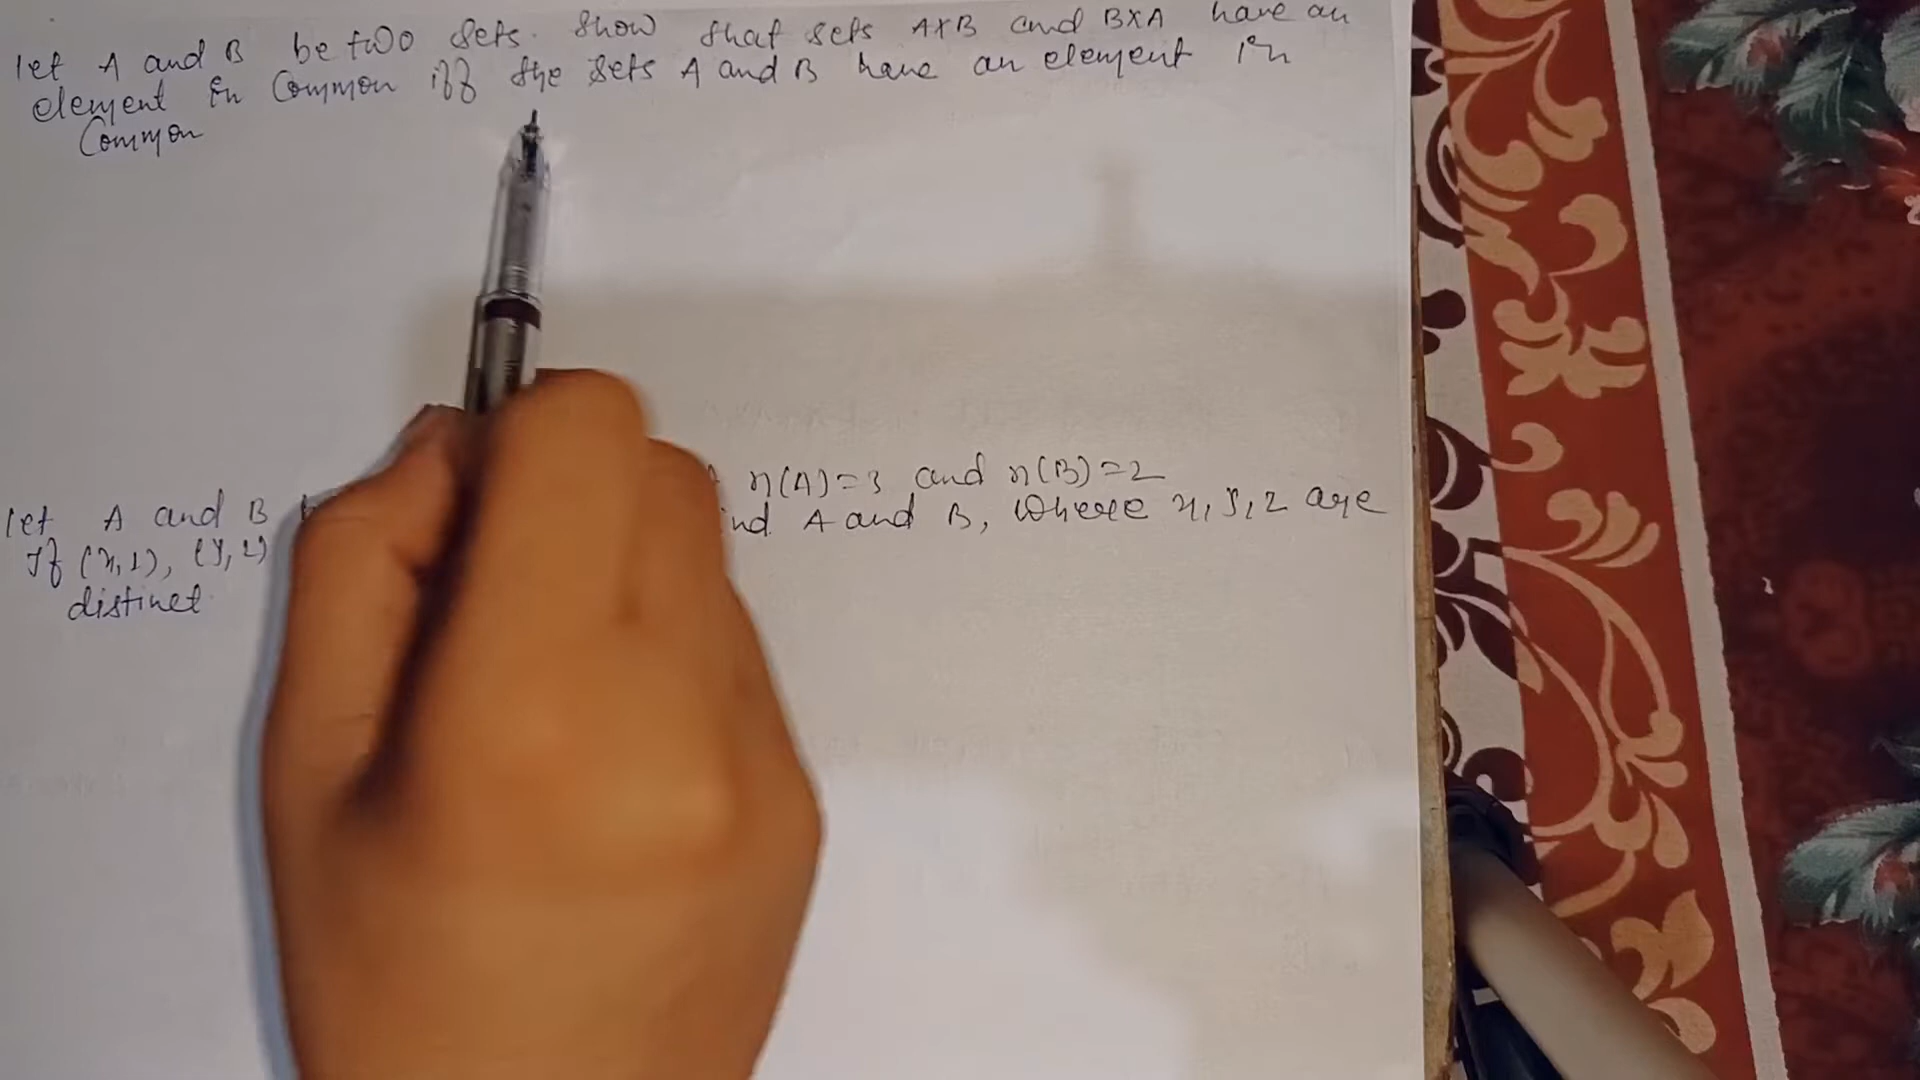 let A and B be two sets. Show that sets A×B and B×A have an
element in Common iff the sets A and B have an element in
Common
let A and B n(A)=3 and n(B)=2
If (x,1), (y,2) A and B, where x, y, z are
distinct